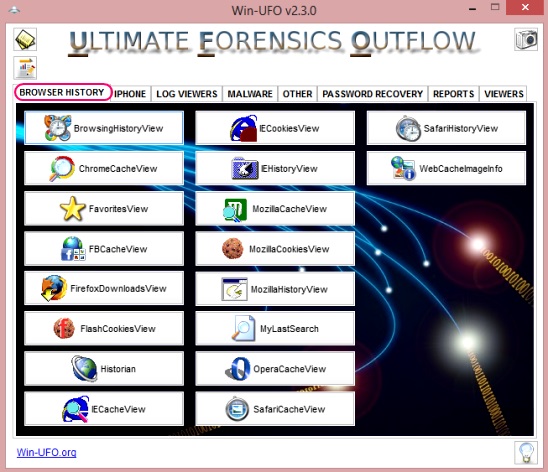 Win-UFO v2.3.0
ULTIMATE FORENSICS OUTFLOW
BROWSER HISTORY IPHONE LOG VIEWERS MALWARE OTHER PASSWORD RECOVERY REPORTS VIEWERS
BrowsingHistoryView IECookiesView SafariHistoryView
ChromeCacheView IEHistoryView WebCacheImageInfo
FavoritesView MozillaCacheView
FBCacheView MozillaCookiesView
FirefoxDownloadsView MozillaHistoryView
FlashCookiesView MyLastSearch
Historian OperaCacheView
IECacheView SafariCacheView
Win-UFO.org